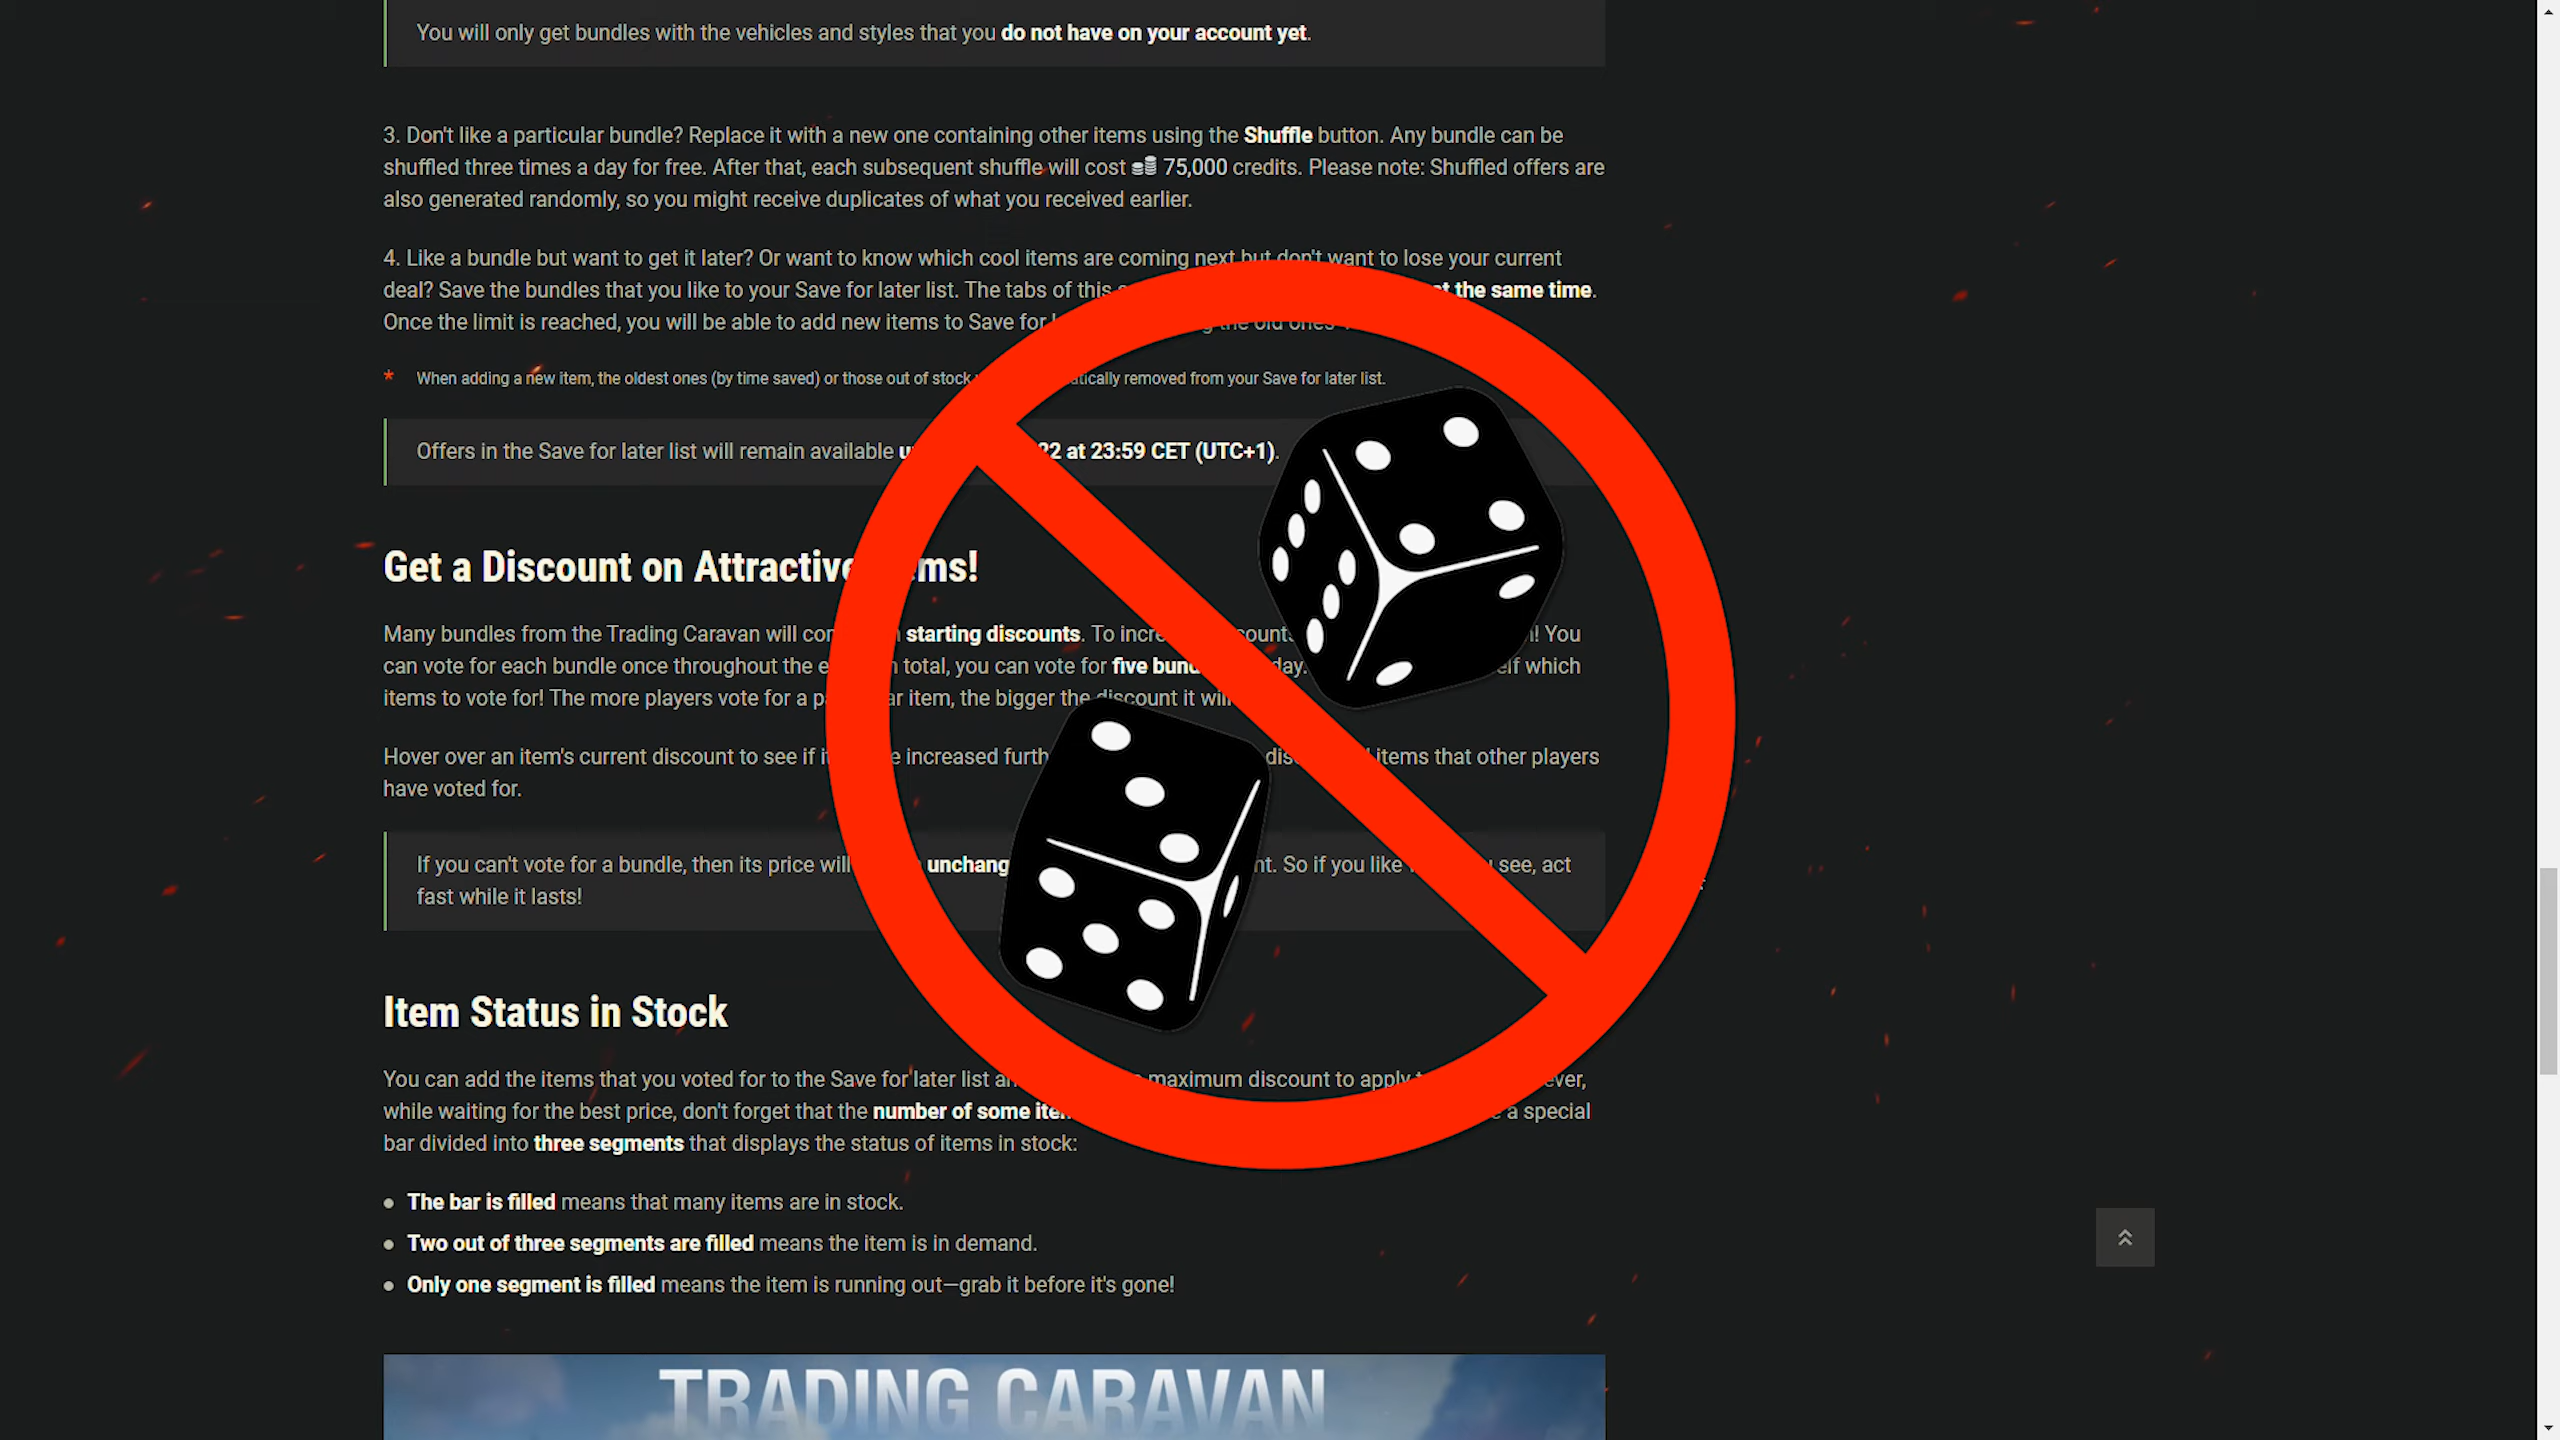 You will only get bundles with the vehicles and styles that you do not have on your account yet.
3. Don't like a particular bundle? Replace it with a new one containing other items using the Shuffle button. Any bundle can be
shuffled three times a day for free. After that, each subsequent shuffle will cost 75,000 credits. Please note: Shuffled offers are
also generated randomly, so you might receive duplicates of what you received earlier.
4. Like a bundle but want to get it later? Or want to know which cool items are coming next but don't want to lose your current
deal? Save the bundles that you like to your Save for later list. The tabs of this at the same time.
Once the limit is reached, you will be able to add new items to Save for the old ones
* When adding a new item, the oldest ones (by time saved) or those out of stock removed from your Save for later list.
Offers in the Save for later list will remain available 22 at 23:59 CET (UTC+1).
Get a Discount on Attractive Items!
Many bundles from the Trading Caravan will starting discounts. To You
can vote for each bundle once throughout the total, you can vote for five which
items to vote for! The more players vote for a item, the bigger the discount it
Hover over an item's current discount to see if increased items that other players
have voted for.
If you can't vote for a bundle, then its price will So if you like see, act
fast while it lasts!
Item Status in Stock
You can add the items that you voted for to the Save for later list maximum discount to apply
while waiting for the best price, don't forget that the number of some a special
bar divided into three segments that displays the status of items in stock:
• The bar is filled means that many items are in stock.
• Two out of three segments are filled means the item is in demand.
• Only one segment is filled means the item is running out—grab it before it's gone!
TRADING CARAVAN